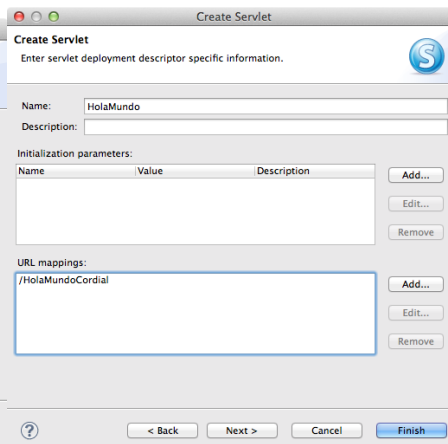 Create Servlet
Create Servlet
Enter servlet deployment descriptor specific information.
S
Name: HolaMundo
Description:
Initialization parameters:
Name Value Description
Add...
Edit...
Remove
URL mappings:
/HolaMundoCordial
Add...
Edit...
Remove
? < Back Next > Cancel Finish